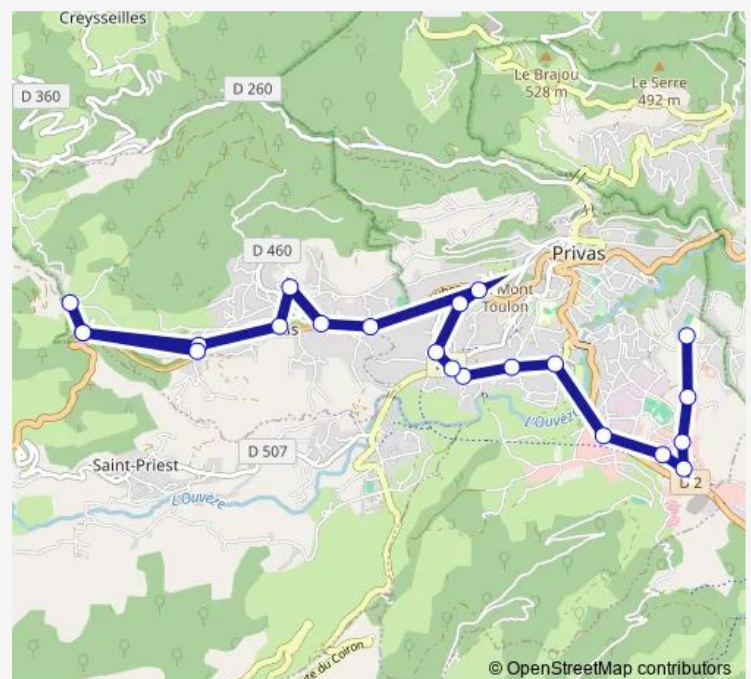 Creysseilles
D 360
D 260
Le Brajou
528 m
Le Serre
492 m
D 460
Privas
Mont
Toulon
L'Ouvèze
D 507
Saint-Priest
L'Ouvèze
D 2
© OpenStreetMap contributors